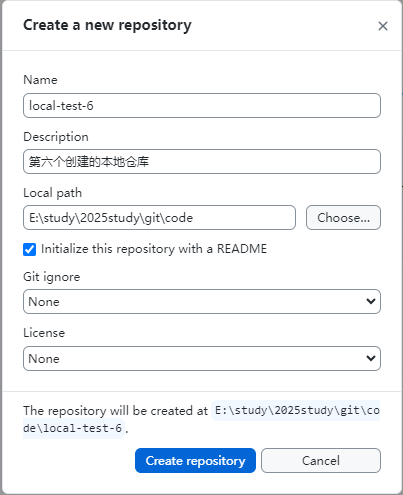 Create a new repository
Name
local-test-6
Description
第六个创建的本地仓库
Local path
E:\study\2025study\git\code
Choose...
Initialize this repository with a README
Git ignore
None
License
None
The repository will be created at E:\study\2025study\git\co
de\local-test-6.
Create repository
Cancel